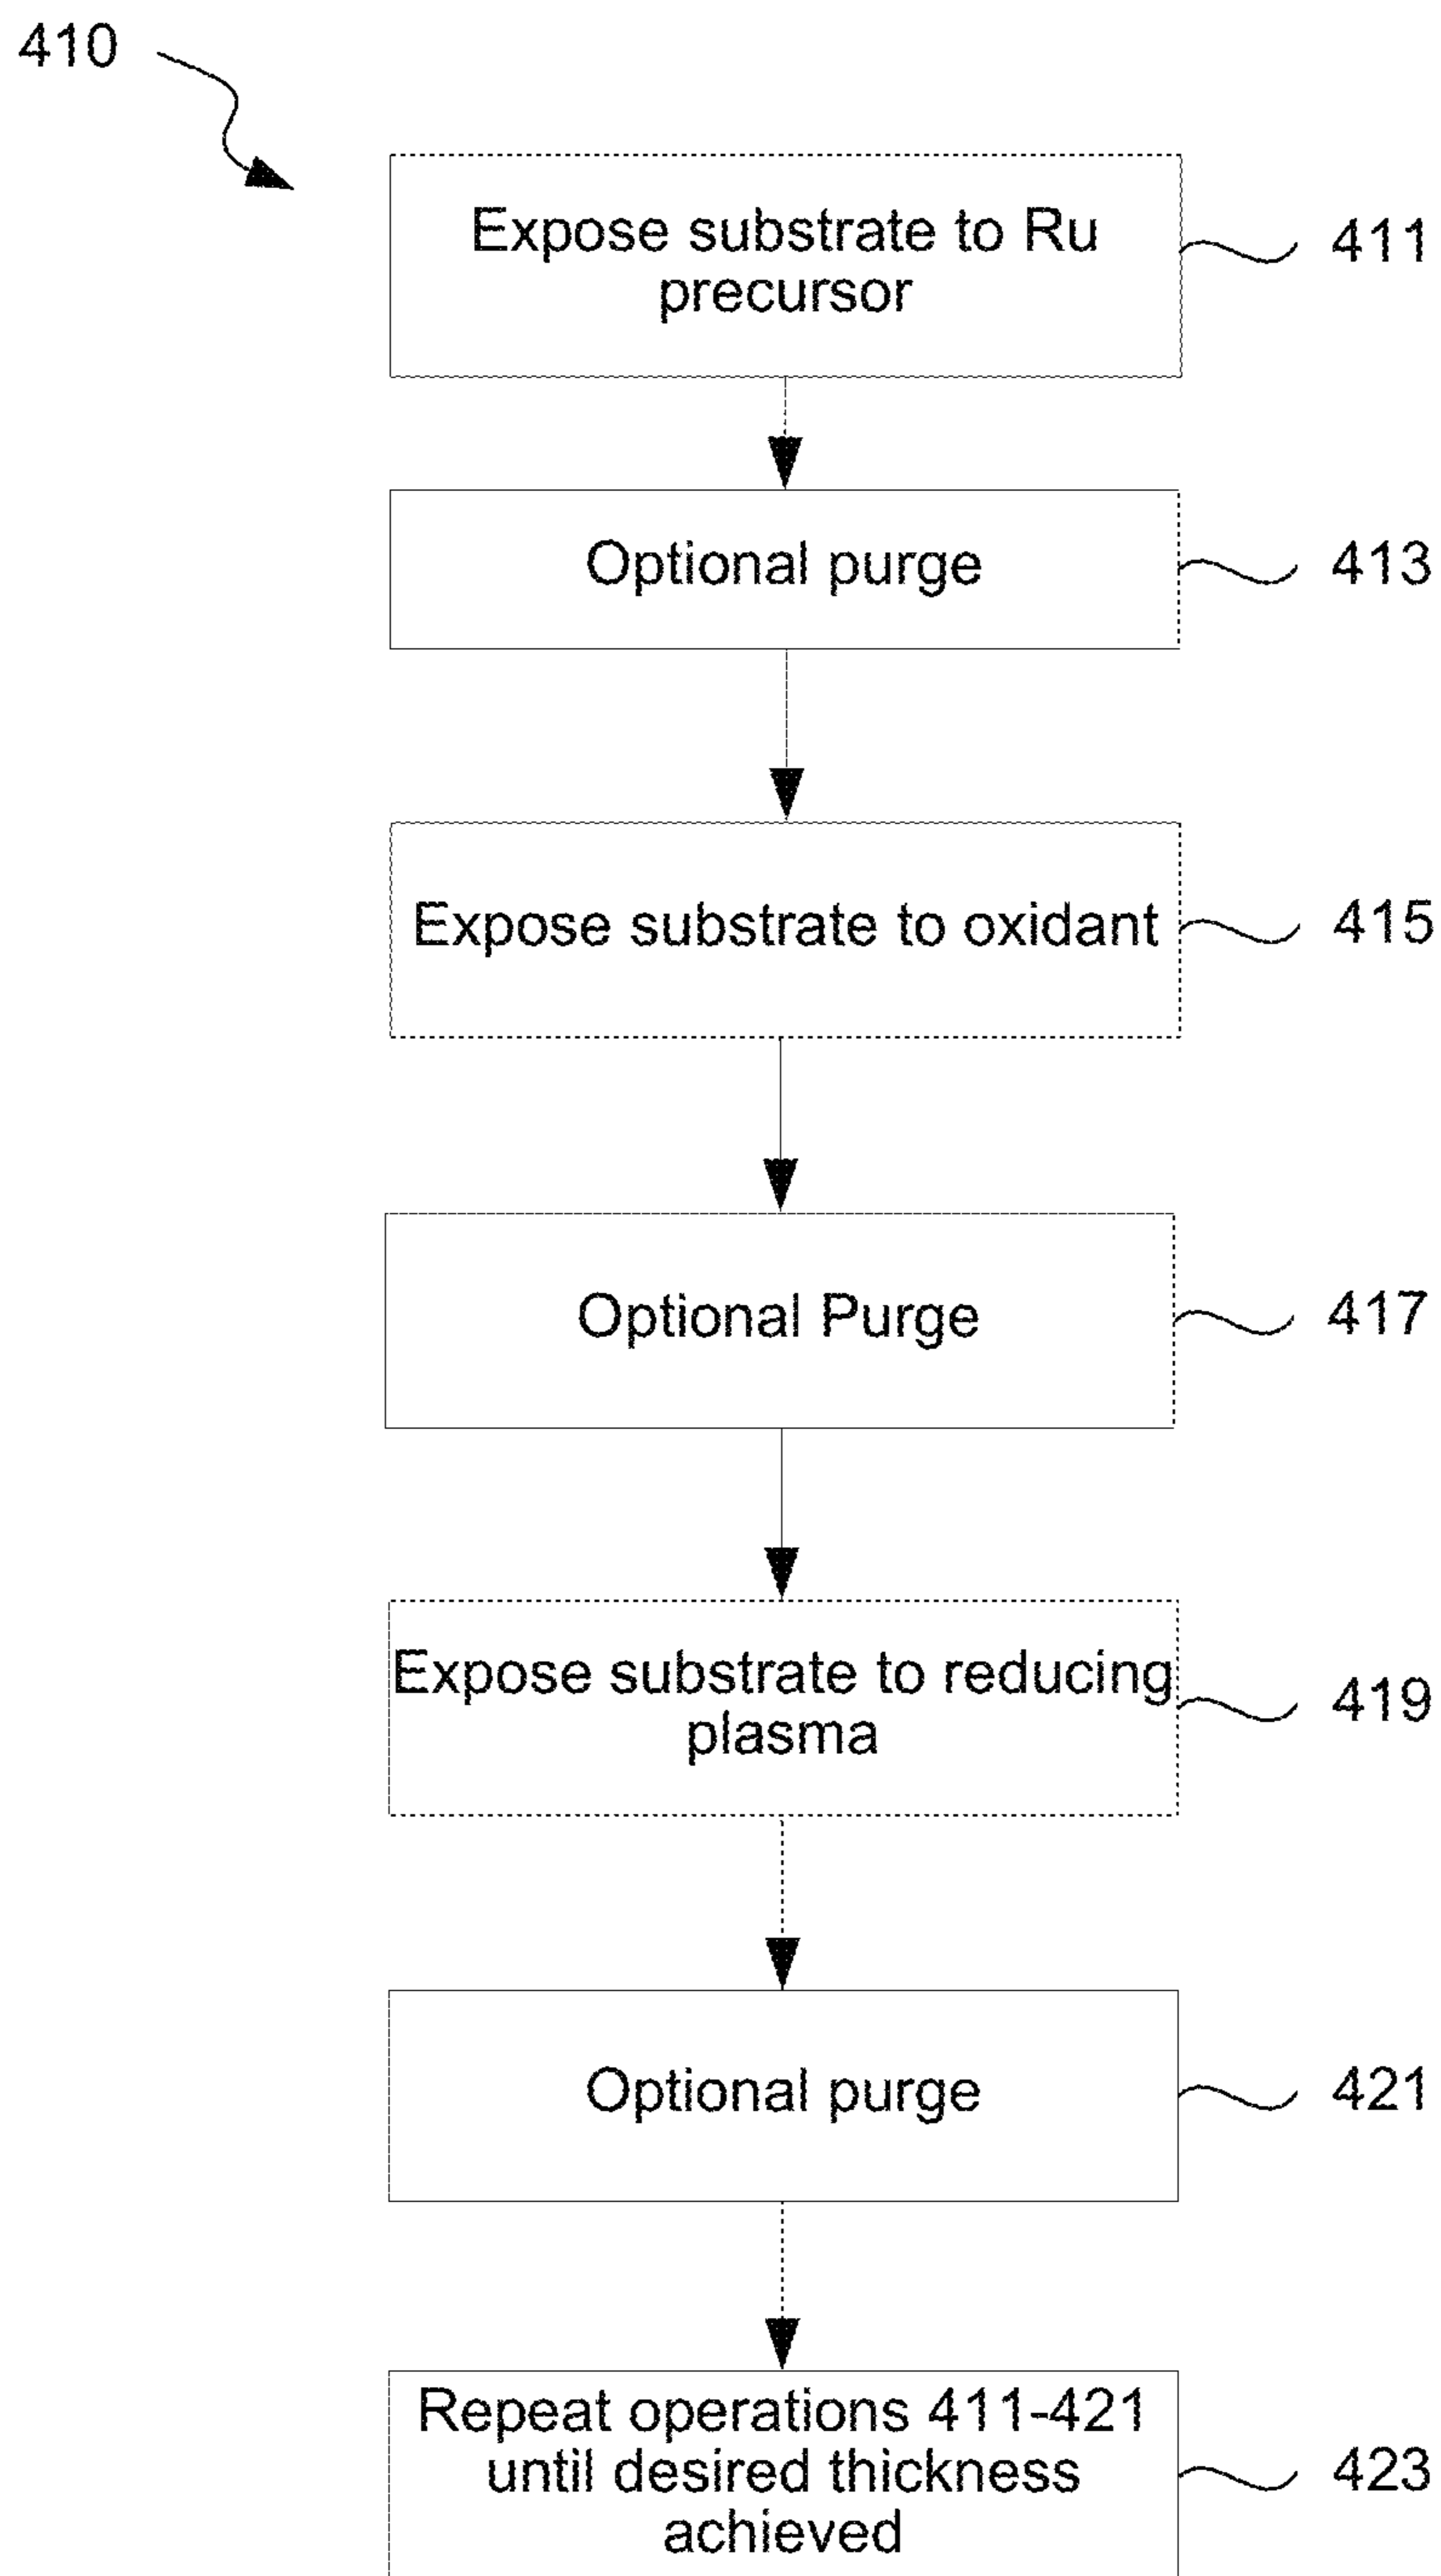 410
Expose substrate to Ru
precursor
411
Optional purge
413
Expose substrate to oxidant
415
Optional Purge
417
Expose substrate to reducing
plasma
419
Optional purge
421
Repeat operations 411-421
until desired thickness
achieved
423